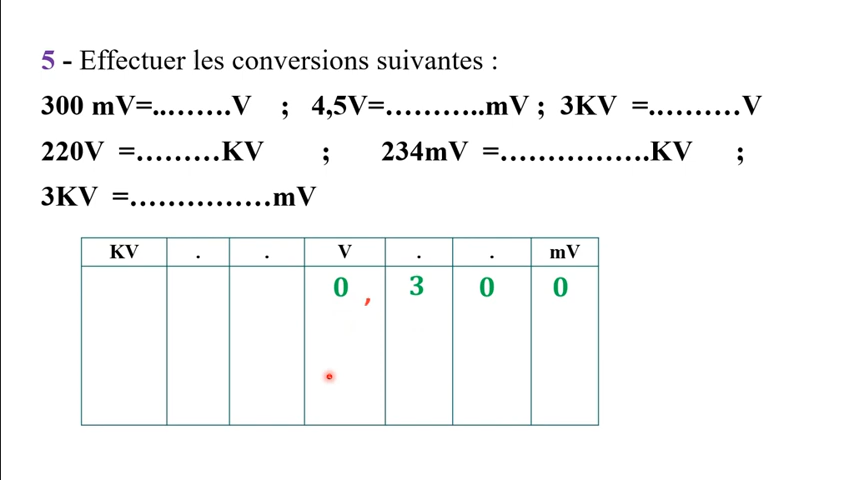 5 - Effectuer les conversions suivantes :
300 mV=...……V ; 4,5V=………...mV ; 3KV =.………V
220V =………KV ; 234mV =…………….KV ;
3KV =……………mV
KV . . V . . mV
0 , 3 0 0